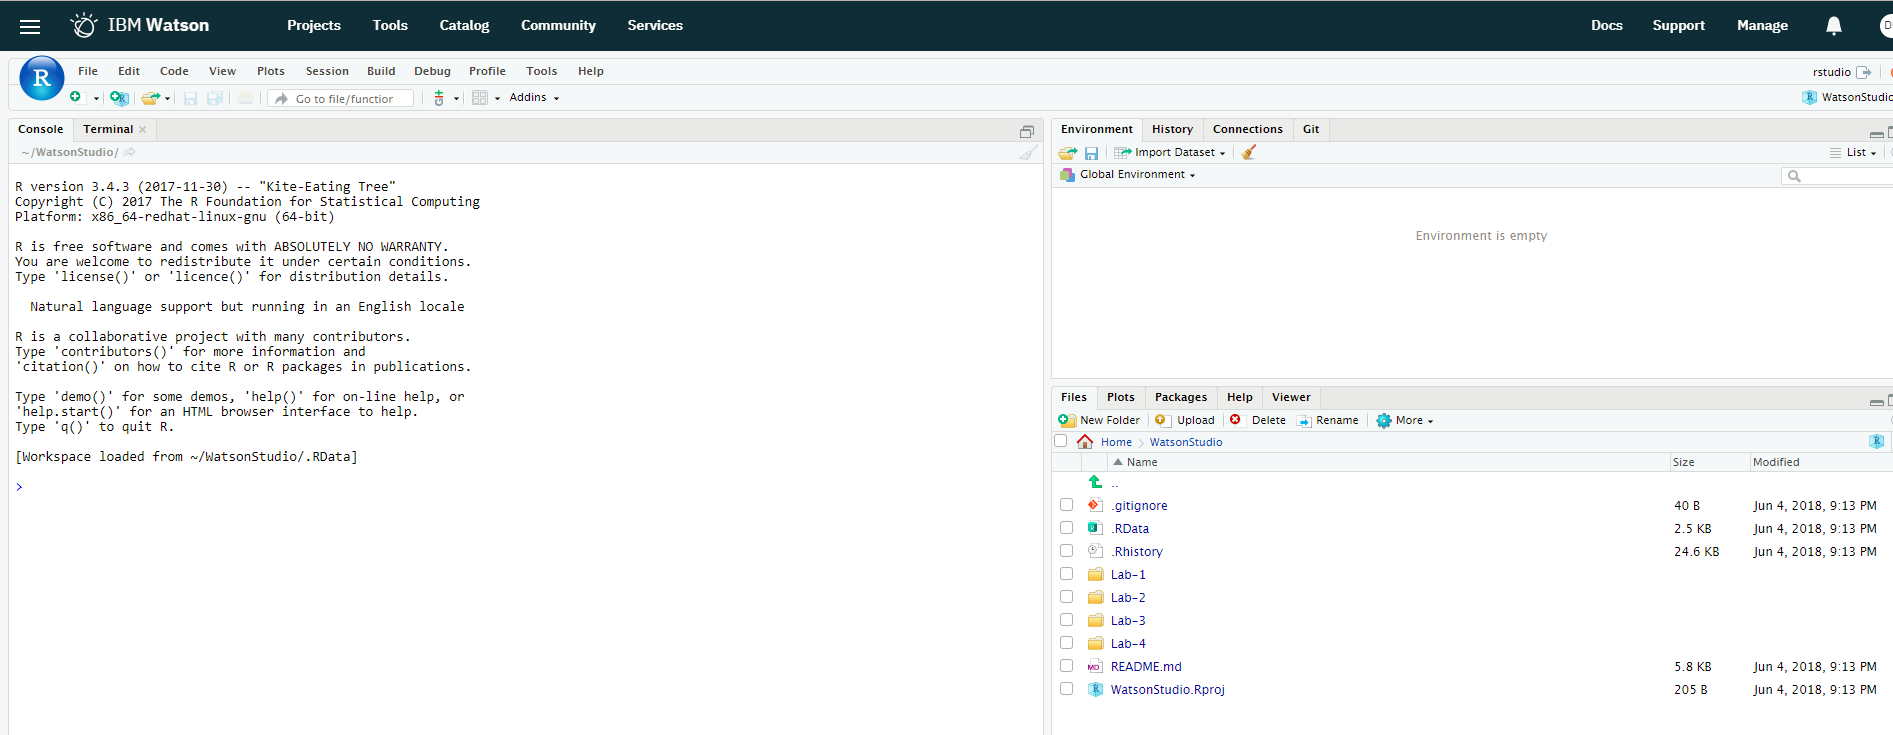 IBM Watson Projects Tools Catalog Community Services Docs Support Manage D
R File Edit Code View Plots Session Build Debug Profile Tools Help rstudio
Go to file/function Addins WatsonStudio
Console Terminal
~/WatsonStudio/
R version 3.4.3 (2017-11-30) -- "Kite-Eating Tree"
Copyright (C) 2017 The R Foundation for Statistical Computing
Platform: x86_64-redhat-linux-gnu (64-bit)
R is free software and comes with ABSOLUTELY NO WARRANTY.
You are welcome to redistribute it under certain conditions.
Type 'license()' or 'licence()' for distribution details.
Natural language support but running in an English locale
R is a collaborative project with many contributors.
Type 'contributors()' for more information and
'citation()' on how to cite R or R packages in publications.
Type 'demo()' for some demos, 'help()' for on-line help, or
'help.start()' for an HTML browser interface to help.
Type 'q()' to quit R.
[Workspace loaded from ~/WatsonStudio/.RData]
>
Environment History Connections Git
Import Dataset List
Global Environment
Environment is empty
Files Plots Packages Help Viewer
New Folder Upload Delete Rename More
Home WatsonStudio
Name Size Modified
..
.gitignore 40 B Jun 4, 2018, 9:13 PM
.RData 2.5 KB Jun 4, 2018, 9:13 PM
.Rhistory 24.6 KB Jun 4, 2018, 9:13 PM
Lab-1
Lab-2
Lab-3
Lab-4
README.md 5.8 KB Jun 4, 2018, 9:13 PM
WatsonStudio.Rproj 205 B Jun 4, 2018, 9:13 PM